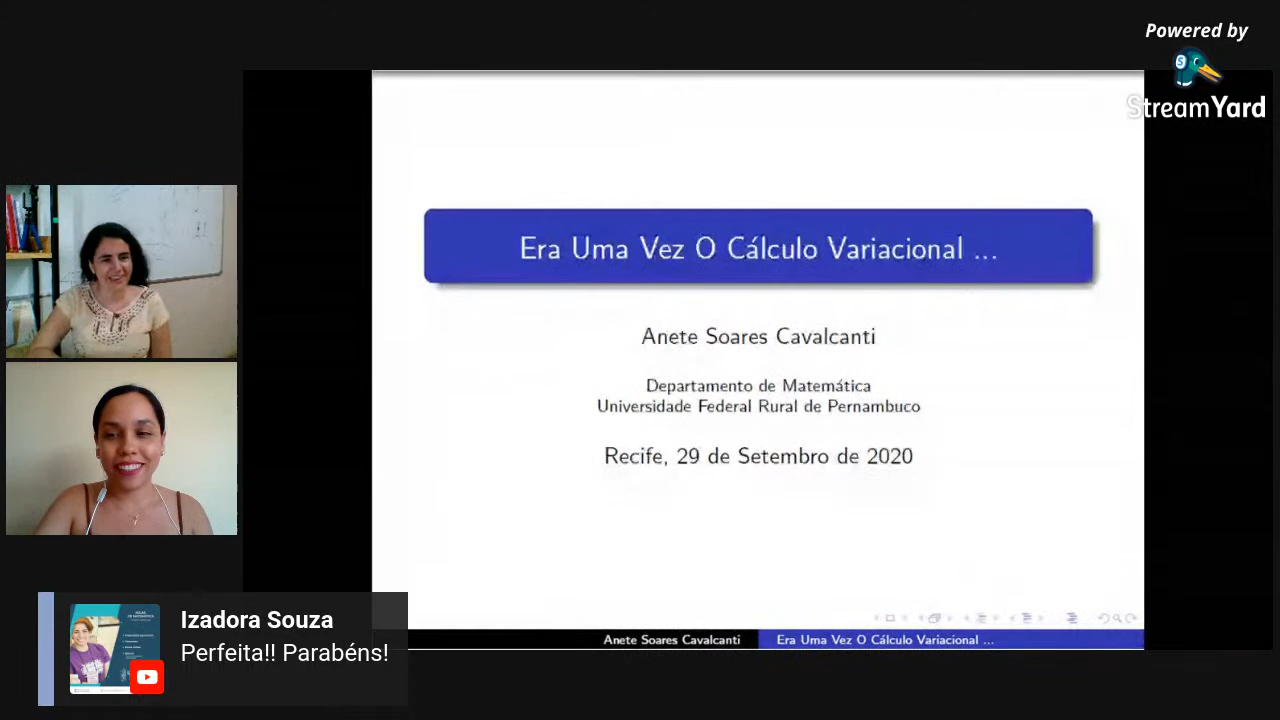 Powered by
StreamYard
Era Uma Vez O Cálculo Variacional ...
Anete Soares Cavalcanti
Departamento de Matemática
Universidade Federal Rural de Pernambuco
Recife, 29 de Setembro de 2020
Anete Soares Cavalcanti
Era Uma Vez O Cálculo Variacional ...
Izadora Souza
Perfeita!! Parabéns!